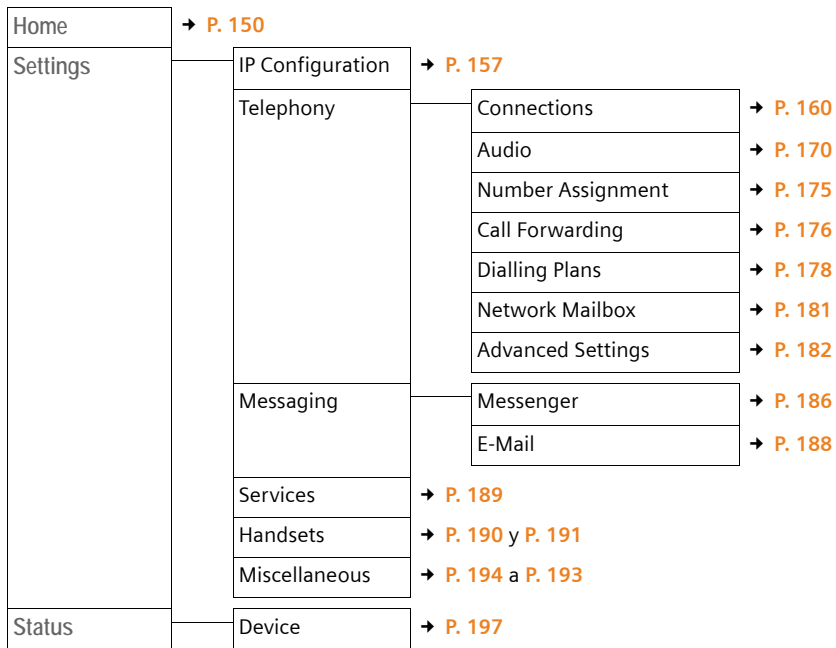 Home → P. 150
Settings IP Configuration → P. 157
Telephony Connections → P. 160
Audio → P. 170
Number Assignment → P. 175
Call Forwarding → P. 176
Dialling Plans → P. 178
Network Mailbox → P. 181
Advanced Settings → P. 182
Messaging Messenger → P. 186
E-Mail → P. 188
Services → P. 189
Handsets → P. 190 y P. 191
Miscellaneous → P. 194 a P. 193
Status Device → P. 197